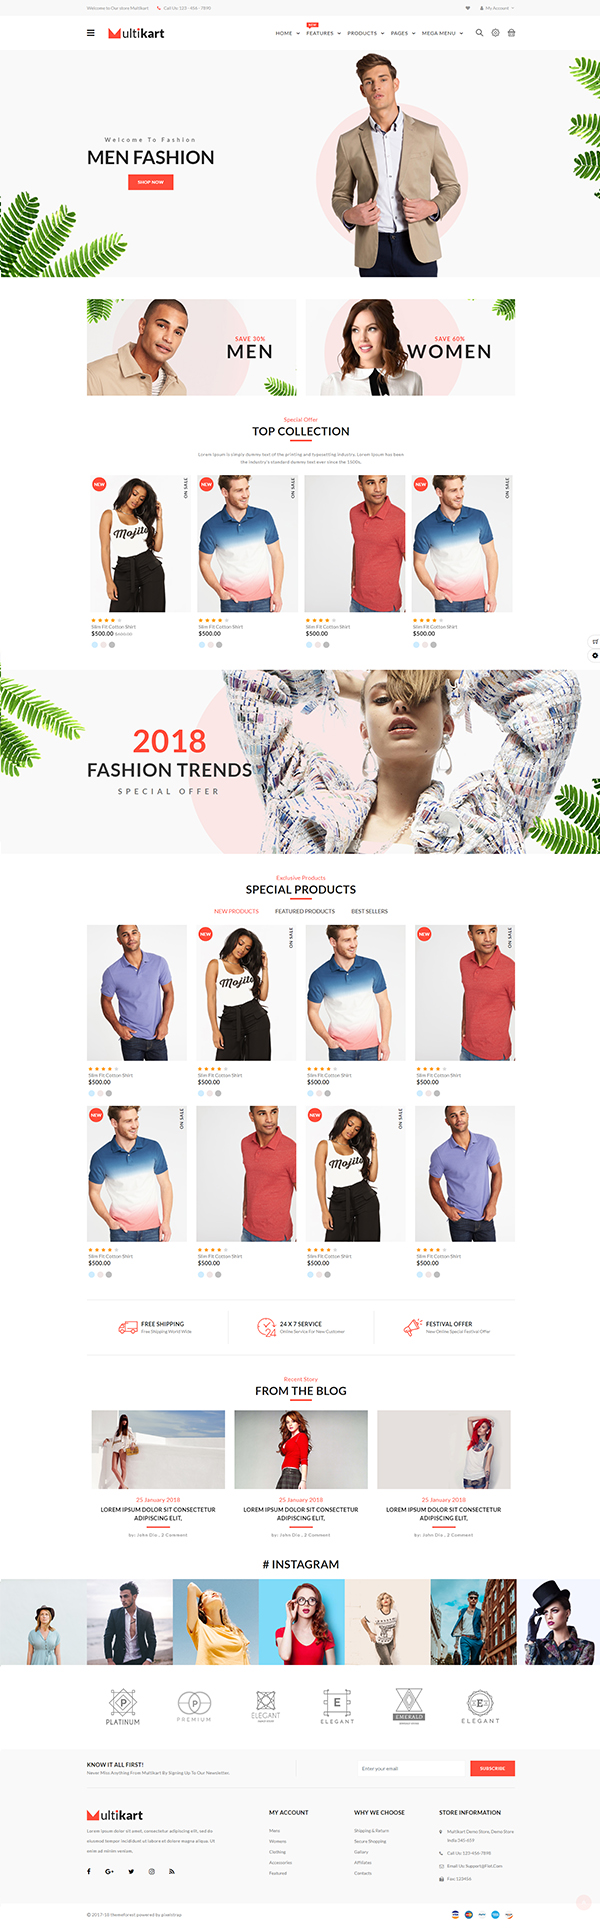 Welcome to Our store Multikart
Call Us: 123 - 456 - 7890
My Account
Multikart
HOME
NEW
FEATURES
PRODUCTS
PAGES
MEGA MENU
Welcome To Fashion
MEN FASHION
SHOP NOW
SAVE 30%
MEN
SAVE 60%
WOMEN
Special Offer
TOP COLLECTION
Lorem Ipsum is simply dummy text of the printing and typesetting industry. Lorem Ipsum has been
the industry's standard dummy text ever since the 1500s.
NEW
ON SALE
Mojito
NEW
ON SALE
NEW
ON SALE
Slim Fit Cotton Shirt
$500.00
Slim Fit Cotton Shirt
$500.00
Slim Fit Cotton Shirt
$500.00
Slim Fit Cotton Shirt
$500.00
2018
FASHION TRENDS
SPECIAL OFFER
Exclusive Products
SPECIAL PRODUCTS
NEW PRODUCTS
FEATURED PRODUCTS
BEST SELLERS
NEW
ON SALE
Mojito
NEW
ON SALE
Slim Fit Cotton Shirt
$500.00
Slim Fit Cotton Shirt
$500.00
Slim Fit Cotton Shirt
$500.00
Slim Fit Cotton Shirt
$500.00
NEW
ON SALE
NEW
ON SALE
Mojito
Slim Fit Cotton Shirt
$500.00
Slim Fit Cotton Shirt
$500.00
Slim Fit Cotton Shirt
$500.00
Slim Fit Cotton Shirt
$500.00
FREE SHIPPING
Free Shipping World Wide
24
24 X 7 SERVICE
Online Service For New Customer
FESTIVAL OFFER
New Online Special Festival Offer
Recent Story
FROM THE BLOG
25 January 2018
LOREM IPSUM DOLOR SIT CONSECTETUR
ADIPISCING ELIT,
by: John Dio , 2 Comment
25 January 2018
LOREM IPSUM DOLOR SIT CONSECTETUR
ADIPISCING ELIT,
by: John Dio , 2 Comment
25 January 2018
LOREM IPSUM DOLOR SIT CONSECTETUR
ADIPISCING ELIT,
by: John Dio , 2 Comment
# INSTAGRAM
P
PLATINUM
P
PREMIUM
ELEGANT
E
ELEGANT
EMERALD
E
ELEGANT
KNOW IT ALL FIRST!
Never Miss Anything From Multikart By Signing Up To Our Newsletter.
Enter your email
SUBSCRIBE
Multikart
Lorem ipsum dolor sit amet, consectetur adipiscing elit, sed do
eiusmod tempor incididunt ut labore et dolore magna aliqua. Ut enim
ad minim veniam,
MY ACCOUNT
Mens
Womens
Clothing
Accessories
Featured
WHY WE CHOOSE
Shipping & Return
Secure Shopping
Gallary
Affiliates
Contacts
STORE INFORMATION
Multikart Demo Store, Demo Store
India 345-659
Call Us: 123-456-7898
Email Us: Support@Fiot.Com
Fax: 123456
© 2017-18 themeforest powered by pixelstrap